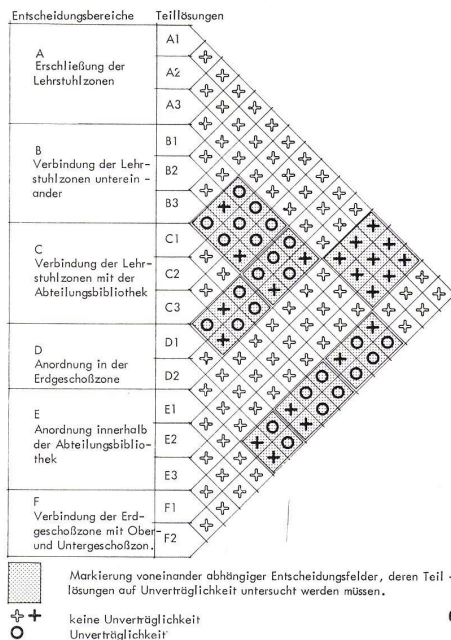 Entscheidungsbereiche Teillösungen
A
Erschließung der
Lehrstuhlzonen
A1
A2
A3
B
Verbindung der Lehr-
stuhlzonen unterein -
ander
B1
B2
B3
C
Verbindung der Lehr-
stuhlzonen mit der
Abteilungsbibliothek
C1
C2
C3
D
Anordnung in der
Erdgeschoßzone
D1
D2
E
Anordnung innerhalb
der Abteilungsbiblio-
thek
E1
E2
E3
F
Verbindung der Erd-
geschoßzone mit Ober-
und Untergeschoßzon.
F1
F2
Markierung voneinander abhängiger Entscheidungsfelder, deren Teil -
lösungen auf Unverträglichkeit untersucht werden müssen.
keine Unverträglichkeit
Unverträglichkeit